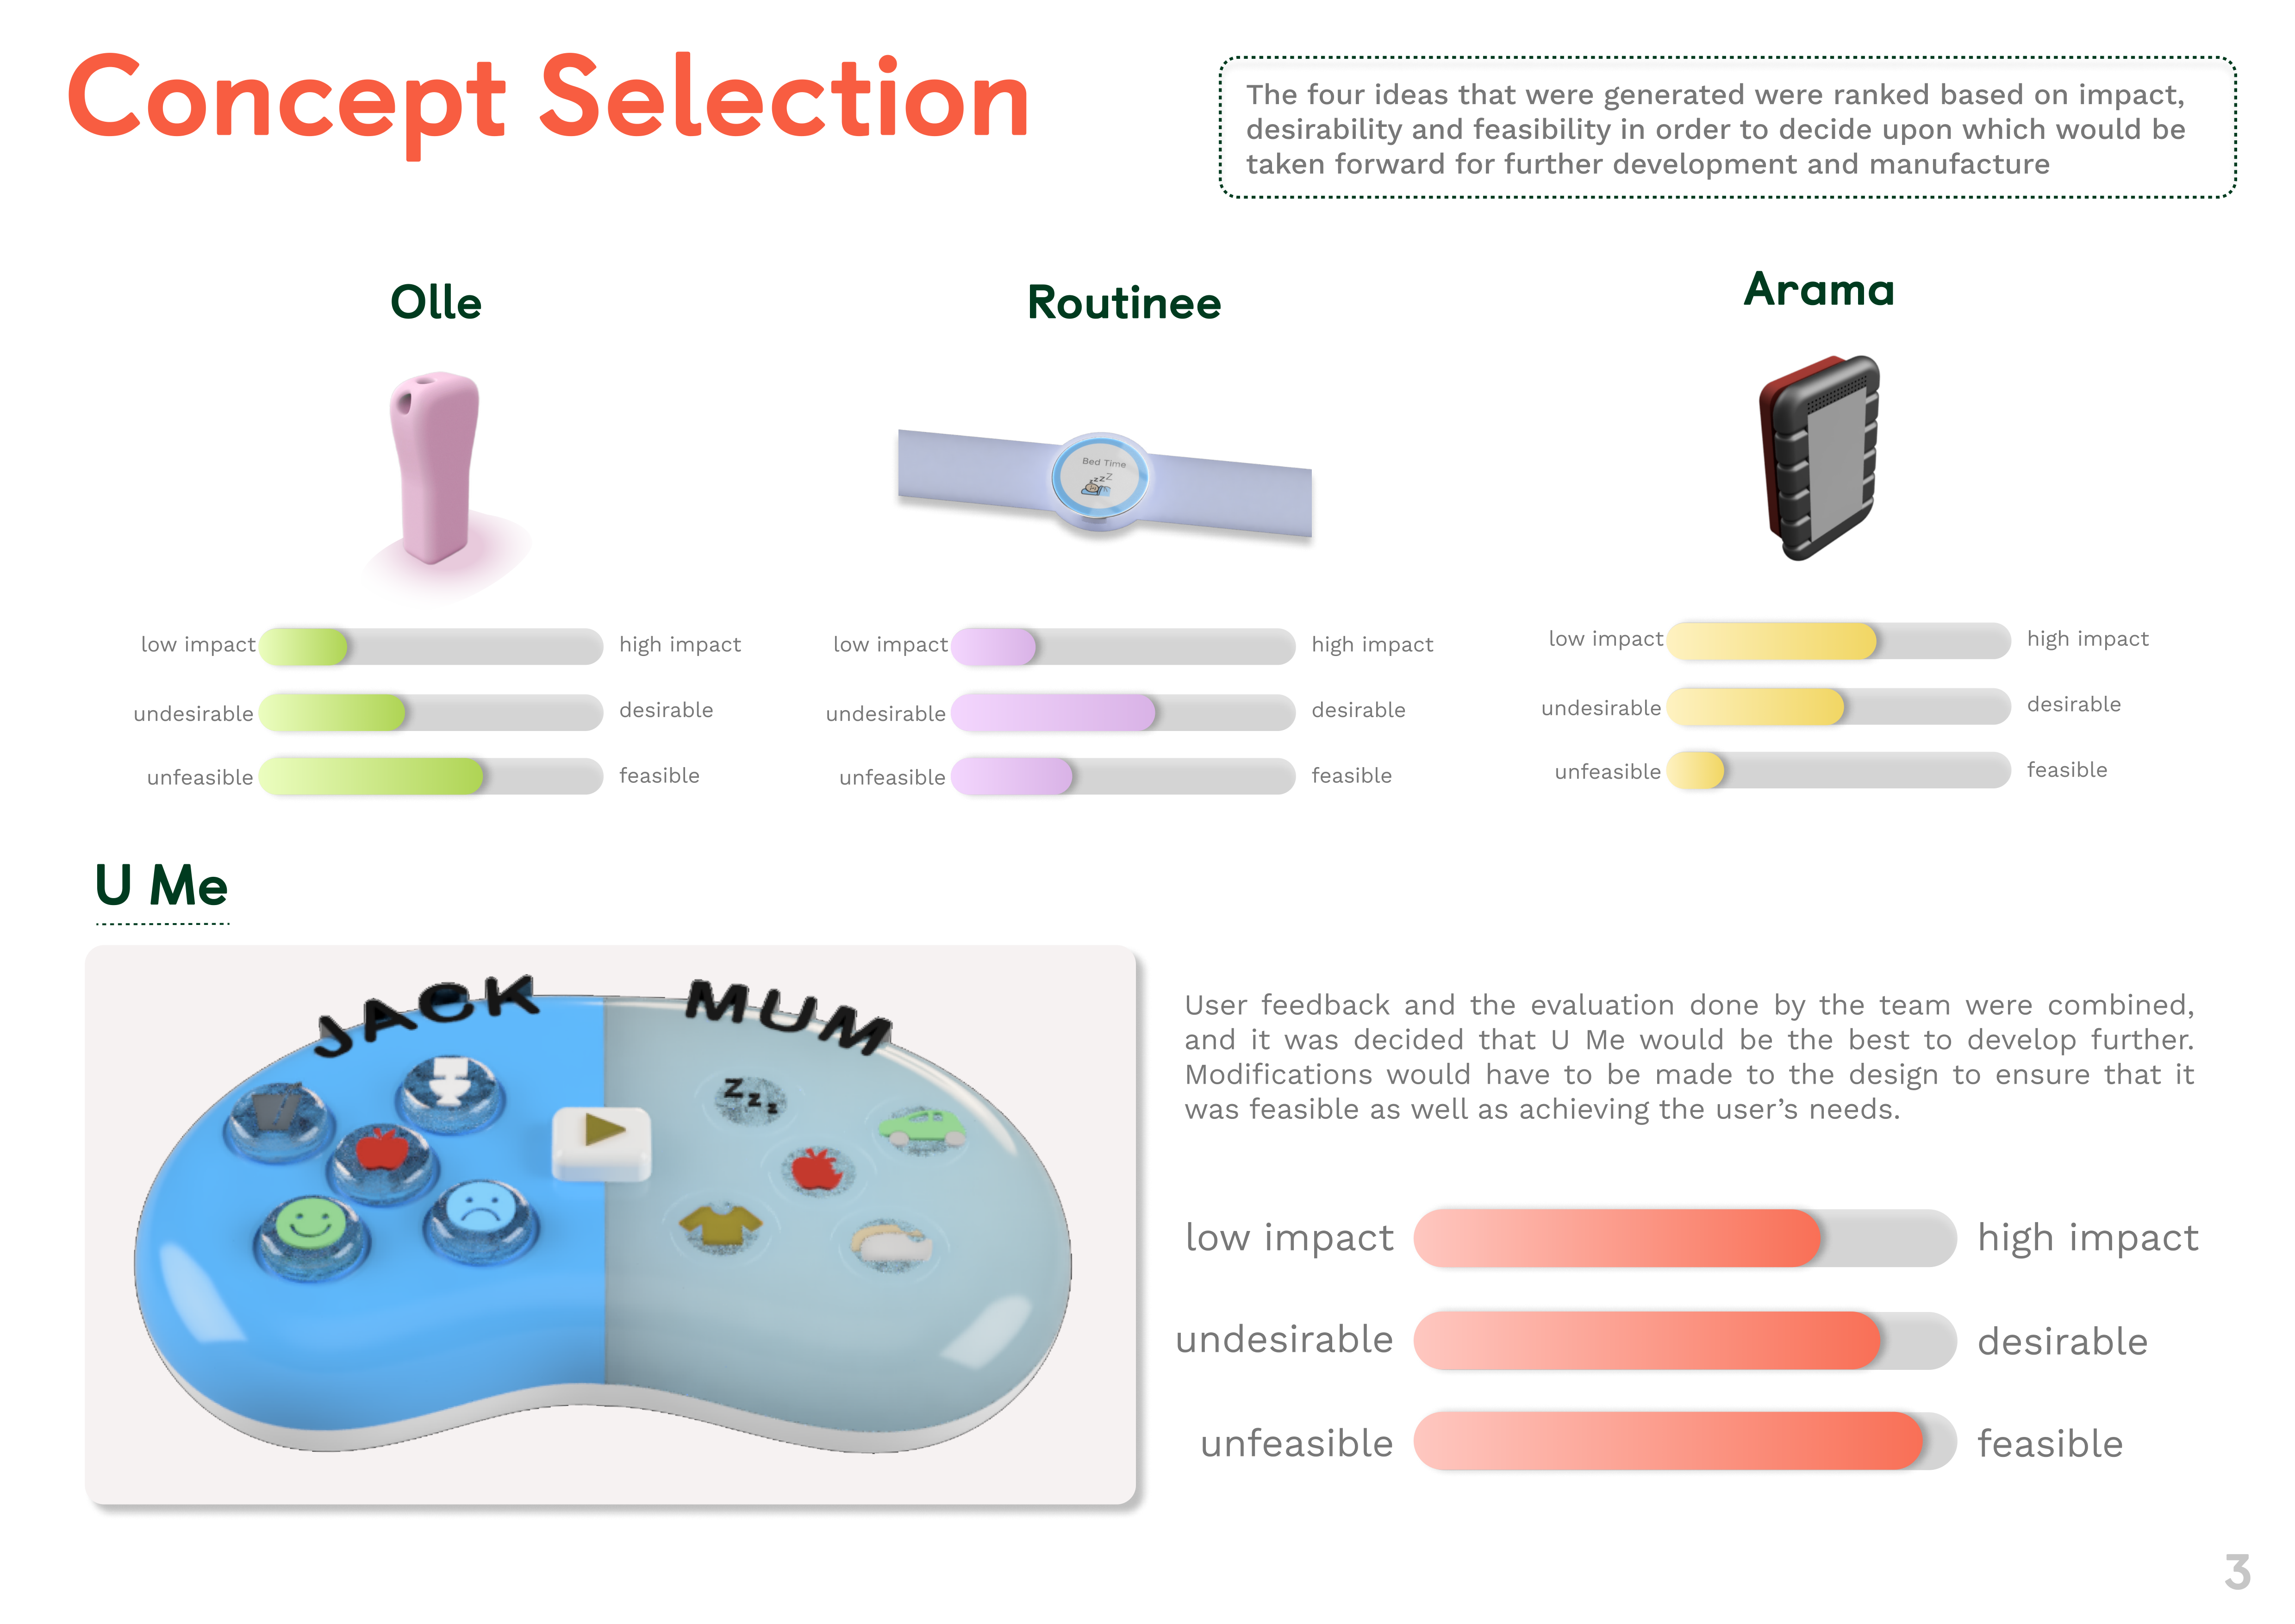 Concept Selection
The four ideas that were generated were ranked based on impact,
desirability and feasibility in order to decide upon which would be
taken forward for further development and manufacture
Olle
Routinee
Arama
Bed Time
zzzZ
low impact
high impact
undesirable
desirable
unfeasible
feasible
low impact
high impact
undesirable
desirable
unfeasible
feasible
low impact
high impact
undesirable
desirable
unfeasible
feasible
U Me
JACK
MUM
Zzz
User feedback and the evaluation done by the team were combined,
and it was decided that U Me would be the best to develop further.
Modifications would have to be made to the design to ensure that it
was feasible as well as achieving the user’s needs.
low impact
high impact
undesirable
desirable
unfeasible
feasible
3